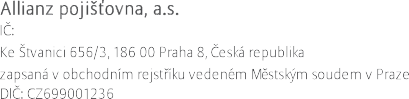 Allianz pojišťovna, a.s.
IČ:
Ke Štvanici 656/3, 186 00 Praha 8, Česká republika
zapsaná v obchodním rejstříku vedeném Městským soudem v Praze
DIČ: CZ699001236